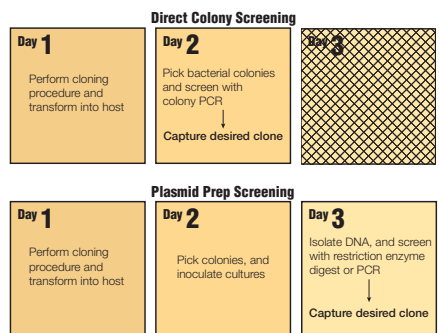 Direct Colony Screening
Day 1
Perform cloning
procedure and
transform into host
Day 2
Pick bacterial colonies
and screen with
colony PCR
Capture desired clone
Day 3
Plasmid Prep Screening
Day 1
Perform cloning
procedure and
transform into host
Day 2
Pick colonies, and
inoculate cultures
Day 3
Isolate DNA, and screen
with restriction enzyme
digest or PCR
Capture desired clone